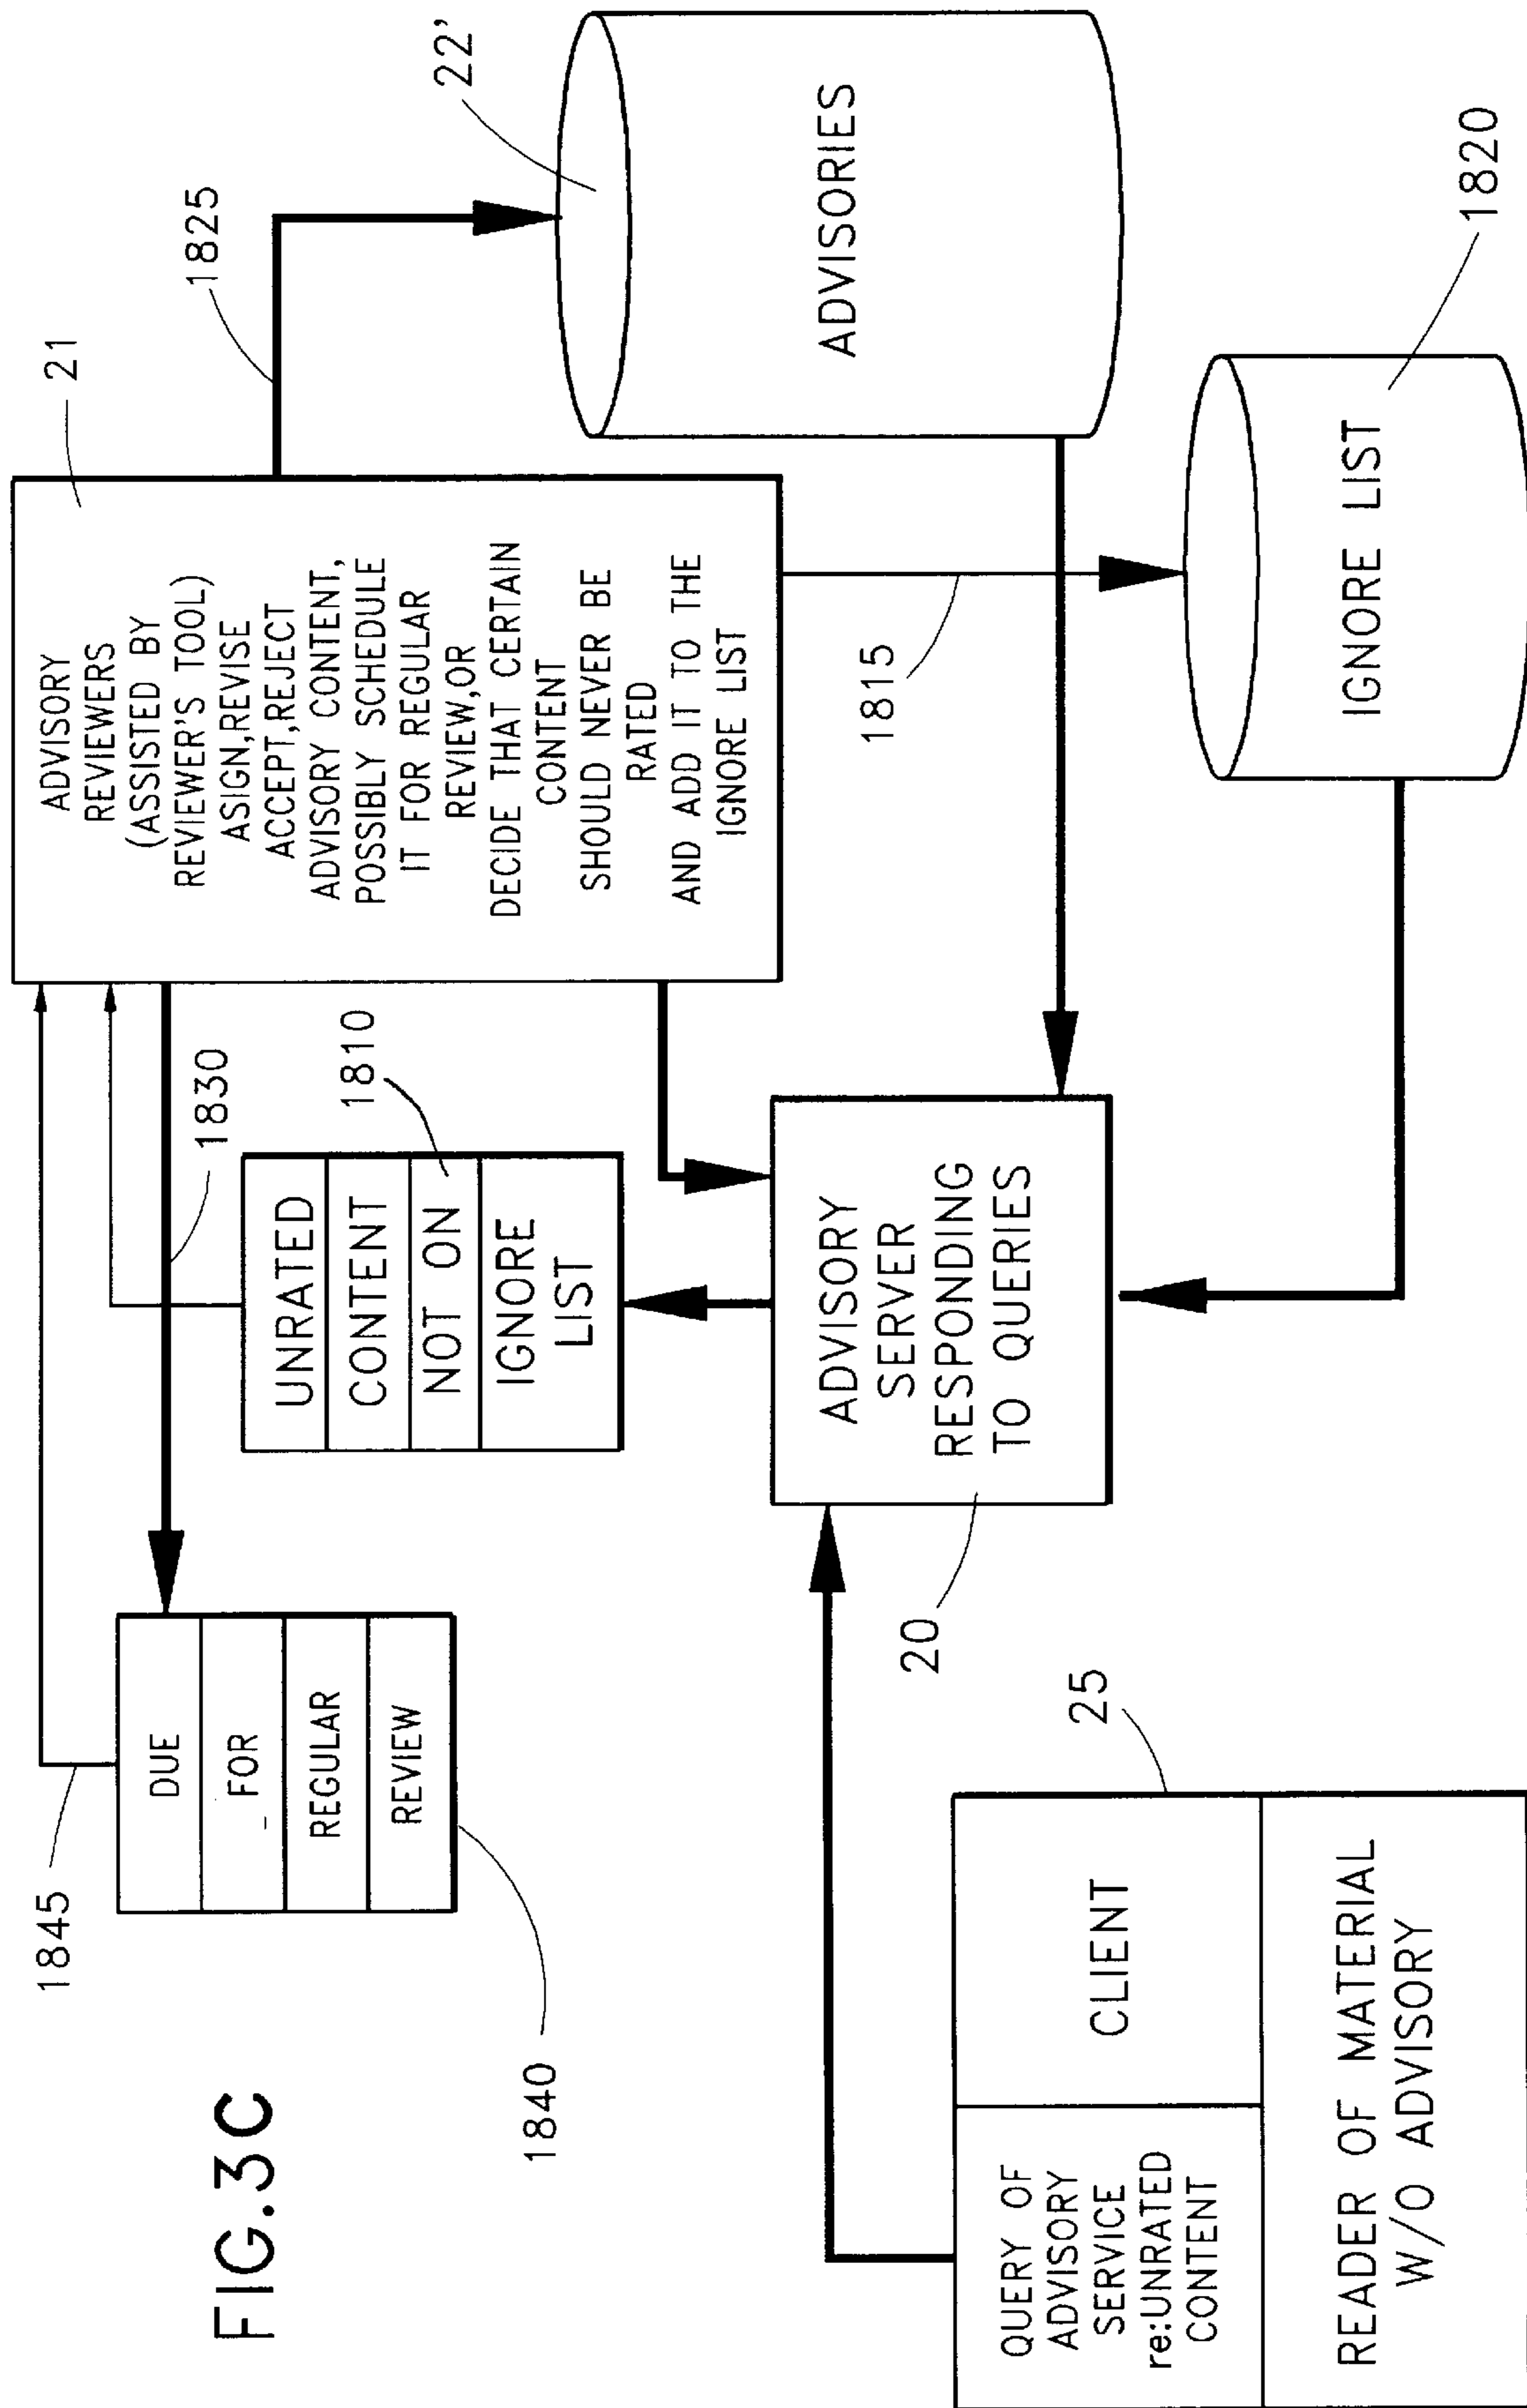 FIG.3C
1845
DUE
FOR
REGULAR
REVIEW
1840
1830
UNRATED
CONTENT
NOT ON
IGNORE
LIST
1810
21
ADVISORY
REVIEWERS
(ASSISTED BY
REVIEWER'S TOOL)
ASIGN,REVISE
ACCEPT,REJECT
ADVISORY CONTENT,
POSSIBLY SCHEDULE
IT FOR REGULAR
REVIEW,OR
DECIDE THAT CERTAIN
CONTENT
SHOULD NEVER BE
RATED
AND ADD IT TO THE
IGNORE LIST
1825
22'
ADVISORIES
1815
IGNORE LIST
1820
ADVISORY
SERVER
RESPONDING
TO QUERIES
20
25
QUERY OF
ADVISORY
SERVICE
re:UNRATED
CONTENT
CLIENT
READER OF MATERIAL
W/O ADVISORY